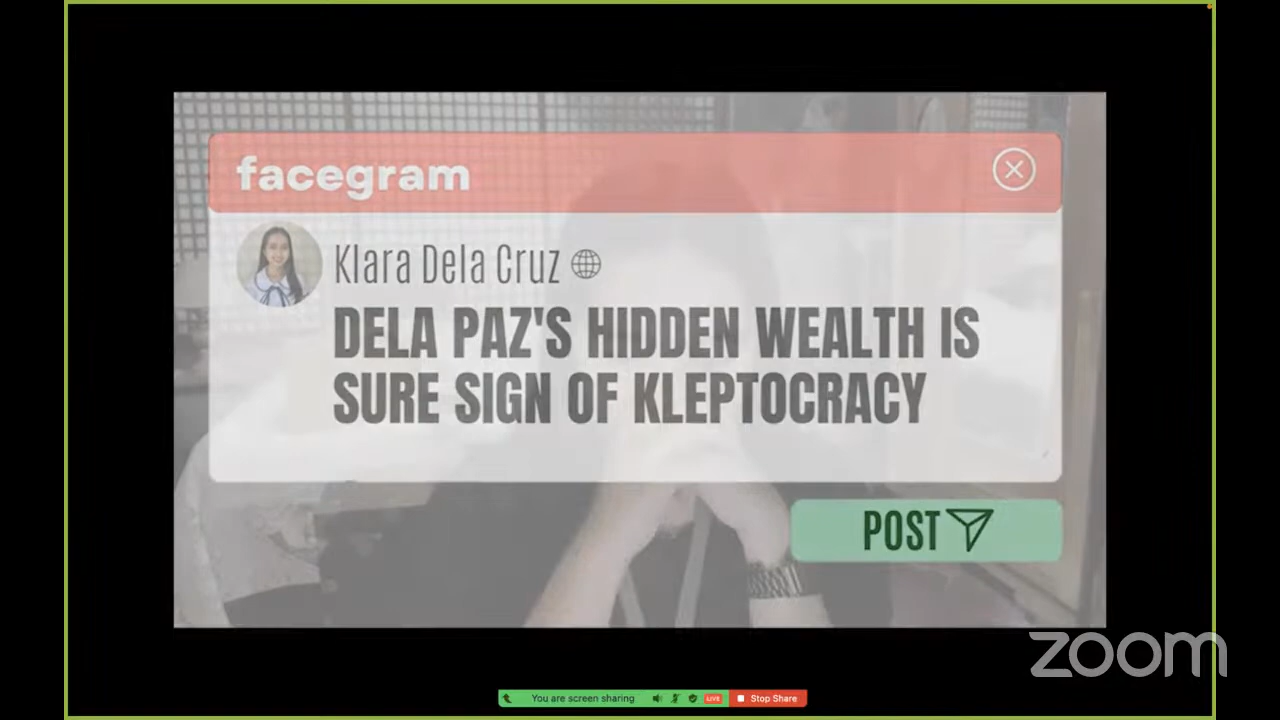 facegram
Klara Dela Cruz
DELA PAZ'S HIDDEN WEALTH IS
SURE SIGN OF KLEPTOCRACY
POST
zoom
You are screen sharing LIVE Stop Share